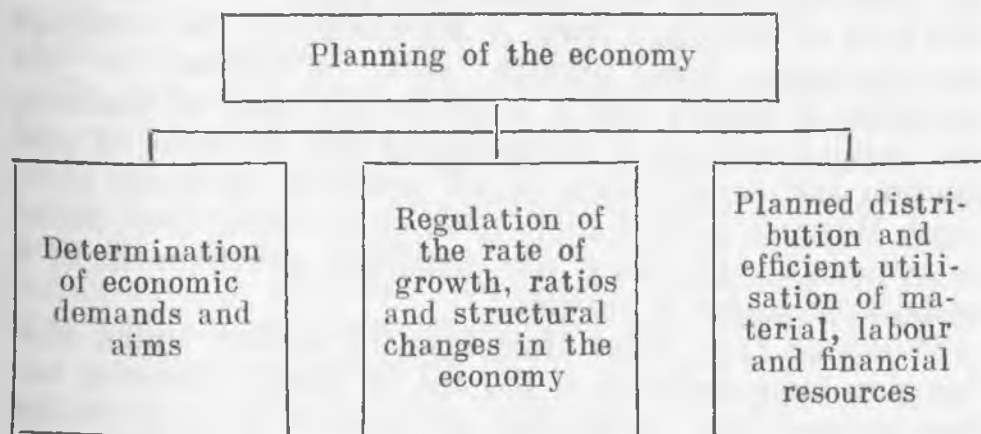 Planning of the economy
Determination
of economic
demands and
aims
Regulation of
the rate of
growth, ratios
and structural
changes in the
economy
Planned distri-
bution and
efficient utili-
sation of ma-
terial, labour
and financial
resources